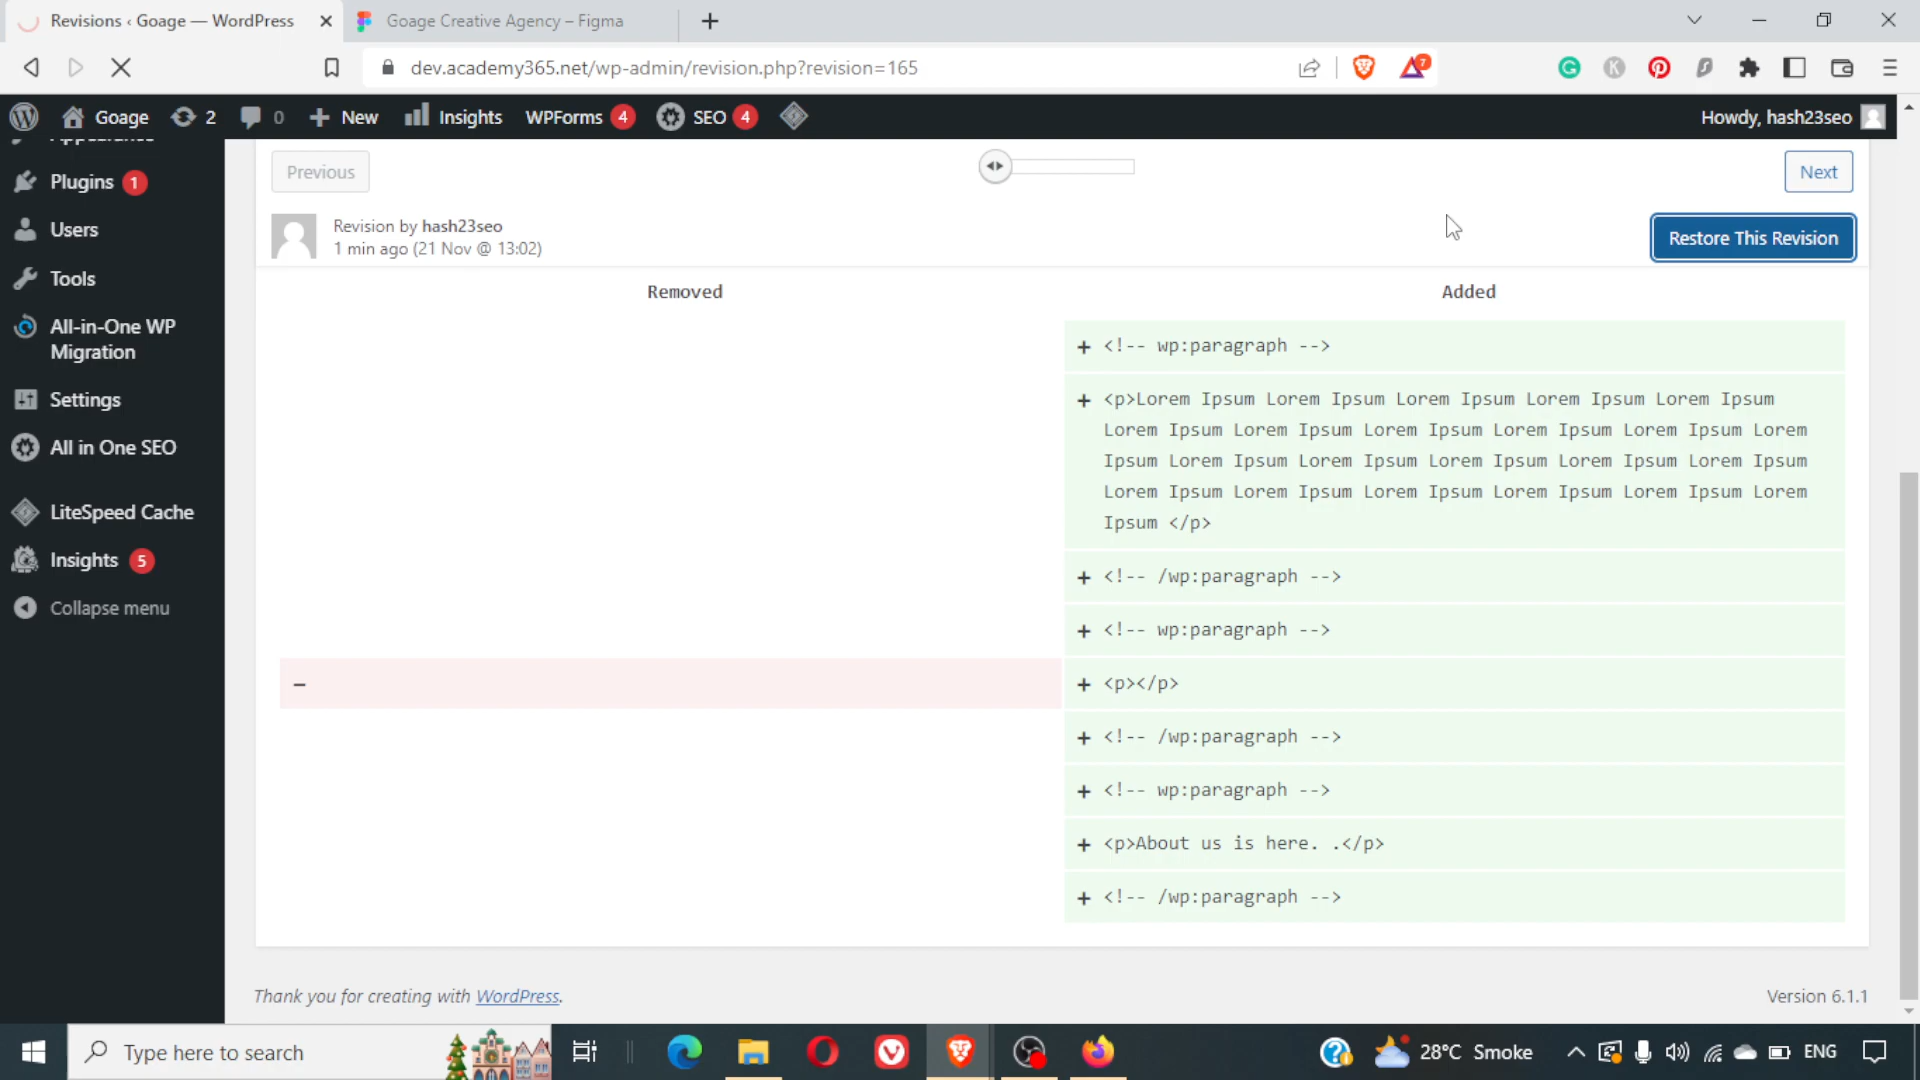 Revisions ‹ Goage — WordPress
Goage Creative Agency – Figma
dev.academy365.net/wp-admin/revision.php?revision=165
7
Goage
2
0
New
Insights
WPForms 4
SEO 4
Howdy, hash23seo
Appearance
Plugins 1
Users
Tools
All-in-One WP
Migration
Settings
All in One SEO
LiteSpeed Cache
Insights 5
Collapse menu
Previous
Next
Revision by hash23seo
1 min ago (21 Nov @ 13:02)
Restore This Revision
Removed
Added
+ <!-- wp:paragraph -->
+ <p>Lorem Ipsum Lorem Ipsum Lorem Ipsum Lorem Ipsum Lorem Ipsum
Lorem Ipsum Lorem Ipsum Lorem Ipsum Lorem Ipsum Lorem Ipsum Lorem
Ipsum Lorem Ipsum Lorem Ipsum Lorem Ipsum Lorem Ipsum Lorem Ipsum
Lorem Ipsum Lorem Ipsum Lorem Ipsum Lorem Ipsum Lorem Ipsum Lorem
Ipsum </p>
+ <!-- /wp:paragraph -->
+ <!-- wp:paragraph -->
−
+ <p></p>
+ <!-- /wp:paragraph -->
+ <!-- wp:paragraph -->
+ <p>About us is here. .</p>
+ <!-- /wp:paragraph -->
Thank you for creating with WordPress.
Version 6.1.1
Type here to search
28°C Smoke
ENG